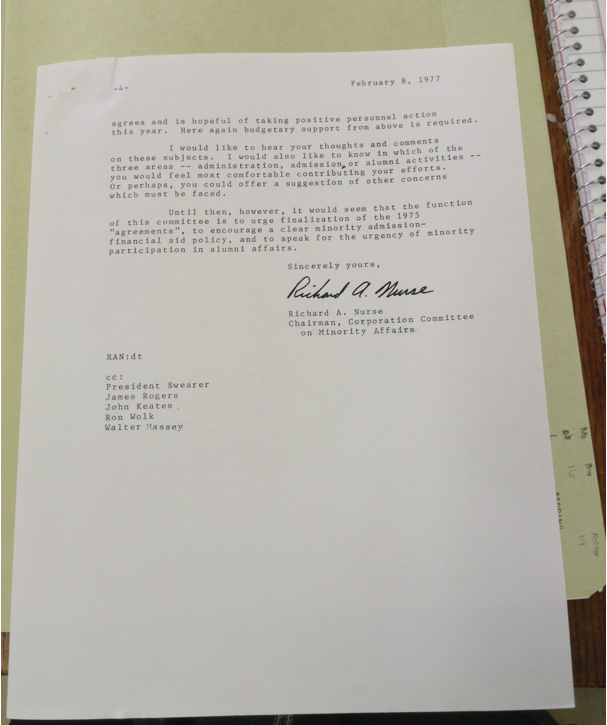 -4-
February 8, 1977
agrees and is hopeful of taking positive personnel action
this year. Here again budgetary support from above is required.
I would like to hear your thoughts and comments
on these subjects. I would also like to know in which of the
three areas -- administration, admission, or alumni activities --
you would feel most comfortable contributing your efforts.
Or perhaps, you could offer a suggestion of other concerns
which must be faced.
Until then, however, it would seem that the function
of this committee is to urge finalization of the 1975
"agreements", to encourage a clear minority admission-
financial aid policy, and to speak for the urgency of minority
participation in alumni affairs.
Sincerely yours,
Richard A. Nurse
Richard A. Nurse
Chairman, Corporation Committee
on Minority Affairs
RAN:dt
cc:
President Swearer
James Rogers
John Keates
Ron Wolk
Walter Massey